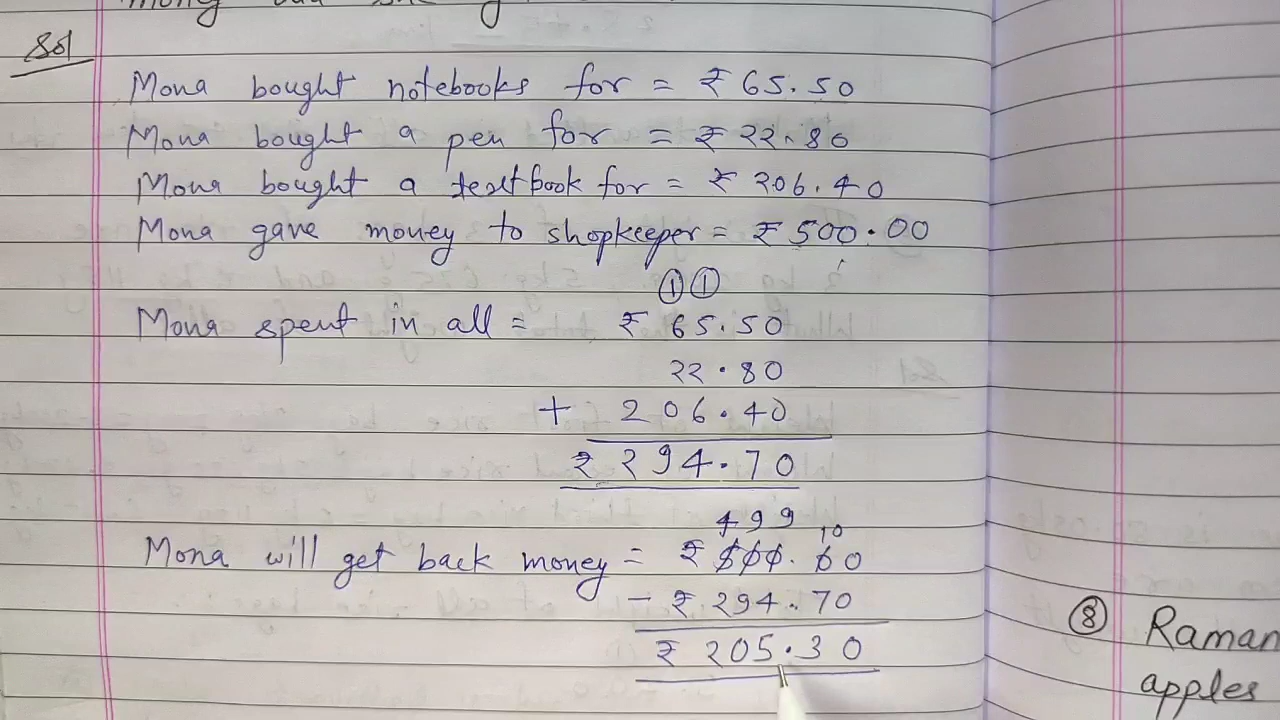 Sol
Mona bought notebooks for = ₹ 65.50
Mona bought a pen for = ₹ 22.80
Mona bought a textbook for = ₹ 206.40
Mona gave money to shopkeeper = ₹ 500.00
① ①
Mona spent in all = ₹ 65.50
22.80
+ 206.40
₹ 294.70
4 9 9 10
Mona will get back money = ₹ 500.00
- ₹ 294.70
₹ 205.30
⑧ Raman
apples